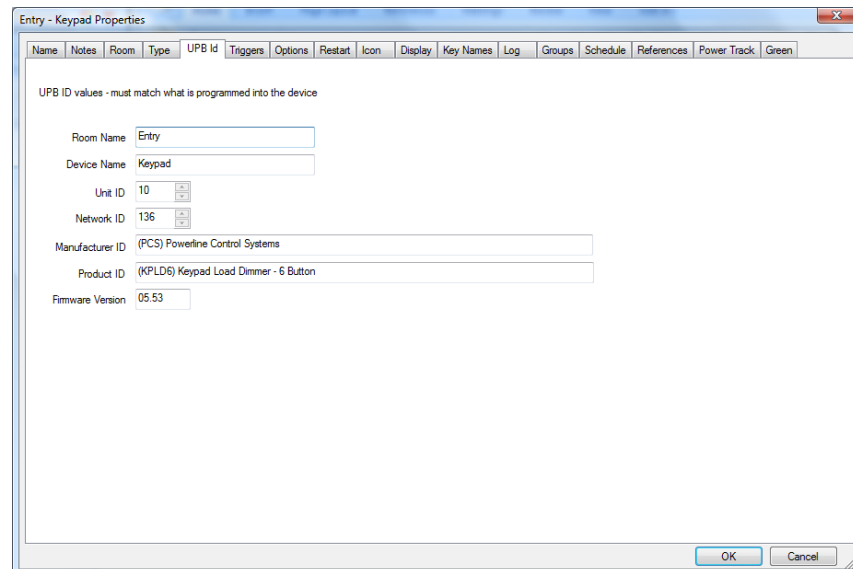 Entry - Keypad Properties
Name Notes Room Type UPB Id Triggers Options Restart Icon Display Key Names Log Groups Schedule References Power Track Green
UPB ID values - must match what is programmed into the device
Room Name Entry
Device Name Keypad
Unit ID 10
Network ID 136
Manufacturer ID (PCS) Powerline Control Systems
Product ID (KPLD6) Keypad Load Dimmer - 6 Button
Firmware Version 05.53
OK Cancel